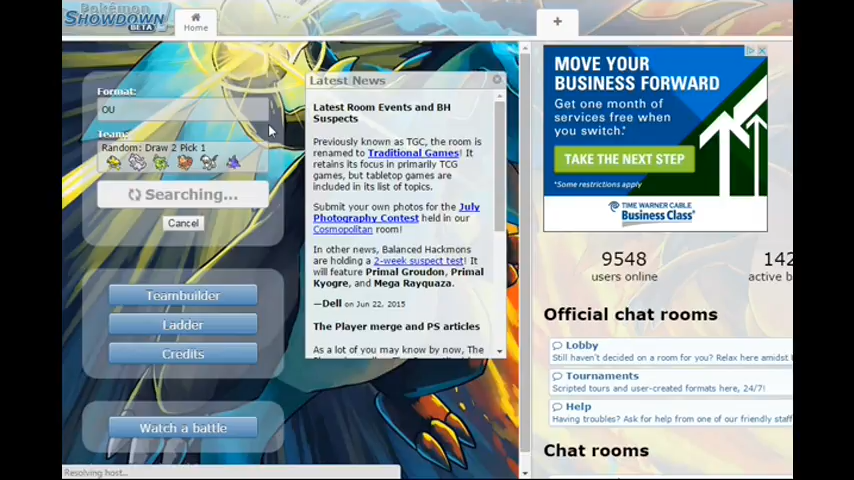 Pokémon
SHOWDOWN
BETA
Home
+
Format:
OU
Team:
Random: Draw 2 Pick 1
Searching...
Cancel
Teambuilder
Ladder
Credits
Watch a battle
Resolving host...
Latest News
Latest Room Events and BH
Suspects
Previously known as TGC, the room is
renamed to Traditional Games! It
retains its focus in primarily TCG
games, but tabletop games are
included in its list of topics.
Submit your own photos for the July
Photography Contest held in our
Cosmopolitan room!
In other news, Balanced Hackmons
are holding a 2-week suspect test! It
will feature Primal Groudon, Primal
Kyogre, and Mega Rayquaza.
—Dell on Jun 22, 2015
The Player merge and PS articles
As a lot of you may know by now, The
MOVE YOUR
BUSINESS FORWARD
Get one month of
services free when
you switch.*
TAKE THE NEXT STEP
*Some restrictions apply
TIME WARNER CABLE
Business Class®
9548
users online
142
active b
Official chat rooms
Lobby
Still haven't decided on a room for you? Relax here amidst
Tournaments
Scripted tours and user-created formats here, 24/7!
Help
Having troubles? Ask for help from one of our friendly staff
Chat rooms